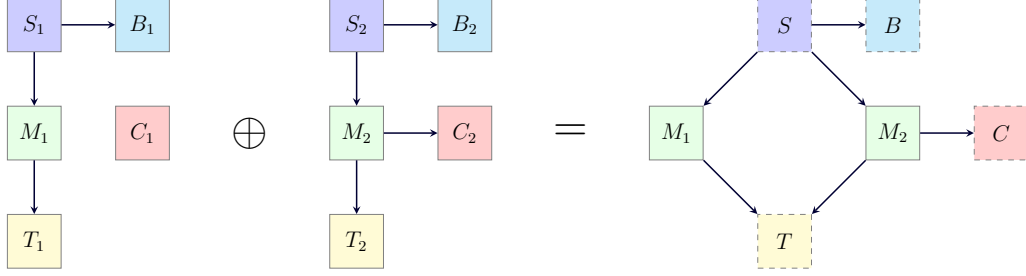 S₁ B₁ S₂ B₂ S B
M₁ C₁ ⊕ M₂ C₂ = M₁ M₂ C
T₁ T₂ T